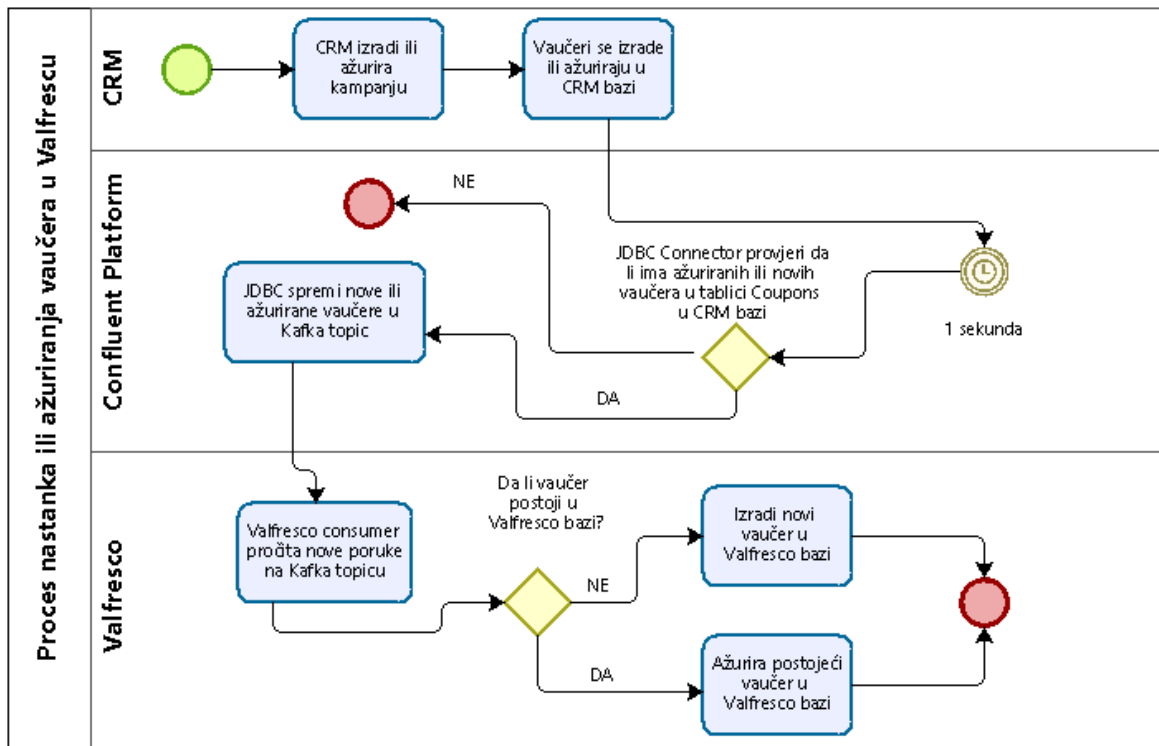 Proces nastanka ili ažuriranja vaučera u Valfrescu
CRM
CRM izradi ili
ažurira
kampanju
Vaučeri se izrade
ili ažuriraju u
CRM bazi
Confluent Platform
NE
JDBC Connector provjeri da
li ima ažuriranih ili novih
vaučera u tablici Coupons
u CRM bazi
1 sekunda
JDBC spremi nove ili
ažurirane vaučere u
Kafka topic
DA
Valfresco
Valfresco consumer
pročita nove poruke
na Kafka topicu
Da li vaučer
postoji u
Valfresco bazi?
NE
Izradi novi
vaučer u
Valfresco bazi
DA
Ažurira postojeći
vaučer u
Valfresco bazi